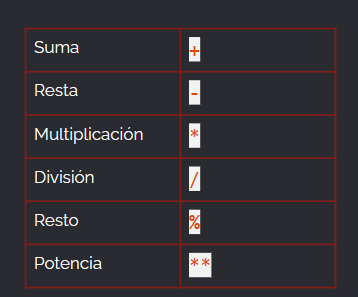 Suma +
Resta -
Multiplicación *
División /
Resto %
Potencia **